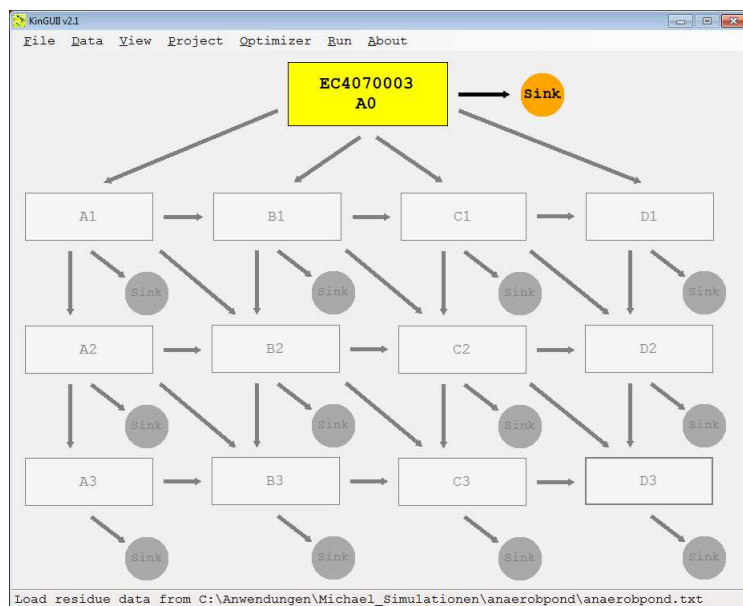 KinGUII v2.1
File Data View Project Optimizer Run About
EC4070003
A0
Sink
A1 B1 C1 D1
Sink Sink Sink Sink
A2 B2 C2 D2
Sink Sink Sink Sink
A3 B3 C3 D3
Sink Sink Sink Sink
Load residue data from C:\Anwendungen\Michael_Simulationen\anaerobpond\anaerobpond.txt